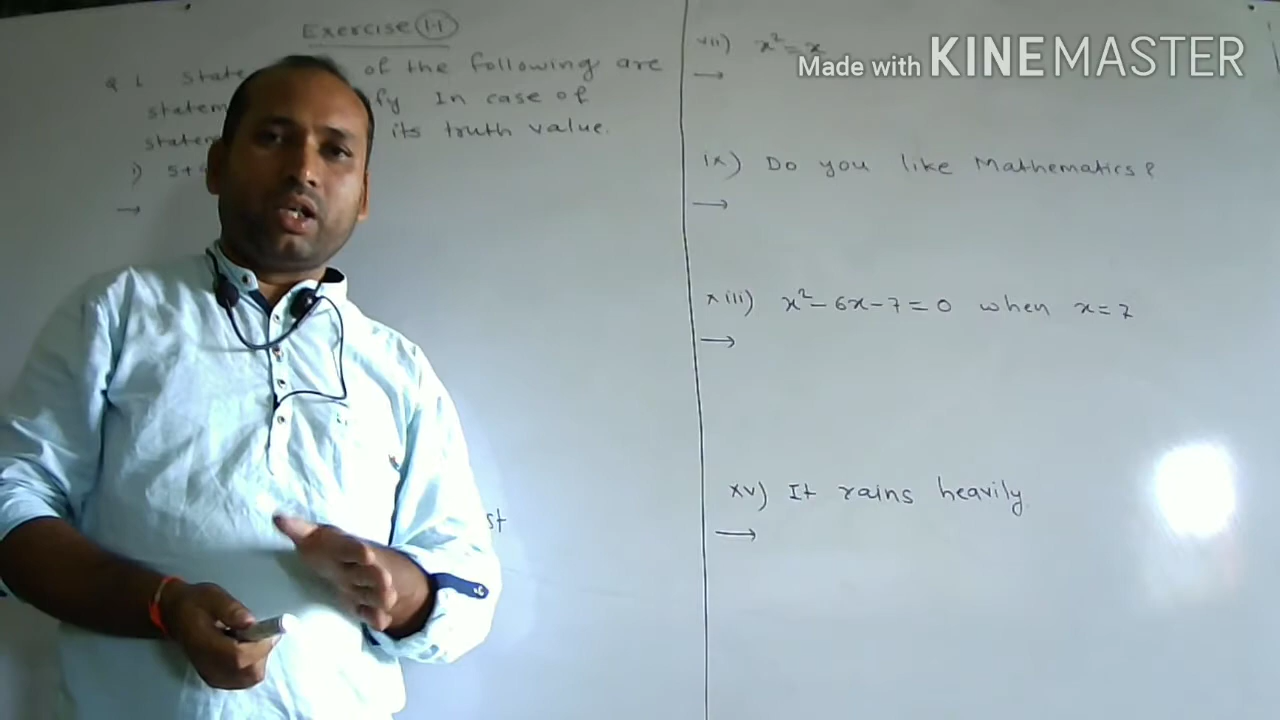 Exercise 1.1
Q 1. State of the following are
statem fy In case of
statem its truth value.
i) 5+4
→
st
vii) x²=x
→
ix) Do you like Mathematics?
→
xiii) x²-6x-7=0 when x=7
→
xv) It rains heavily
→
Made with KINEMASTER